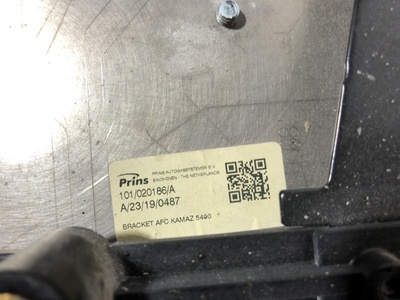 Prins
PRINS AUTOGASSYSTEMEN B.V.
EINDHOVEN - THE NETHERLANDS
101/020186/A
A/23/19/0487
BRACKET AFC KAMAZ 5490